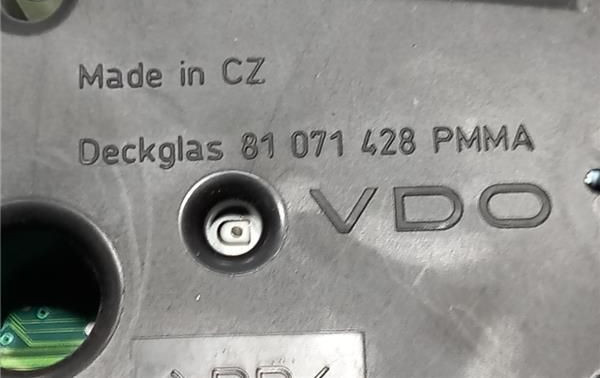 Made in CZ
Deckglas 81 071 428 PMMA
VDO